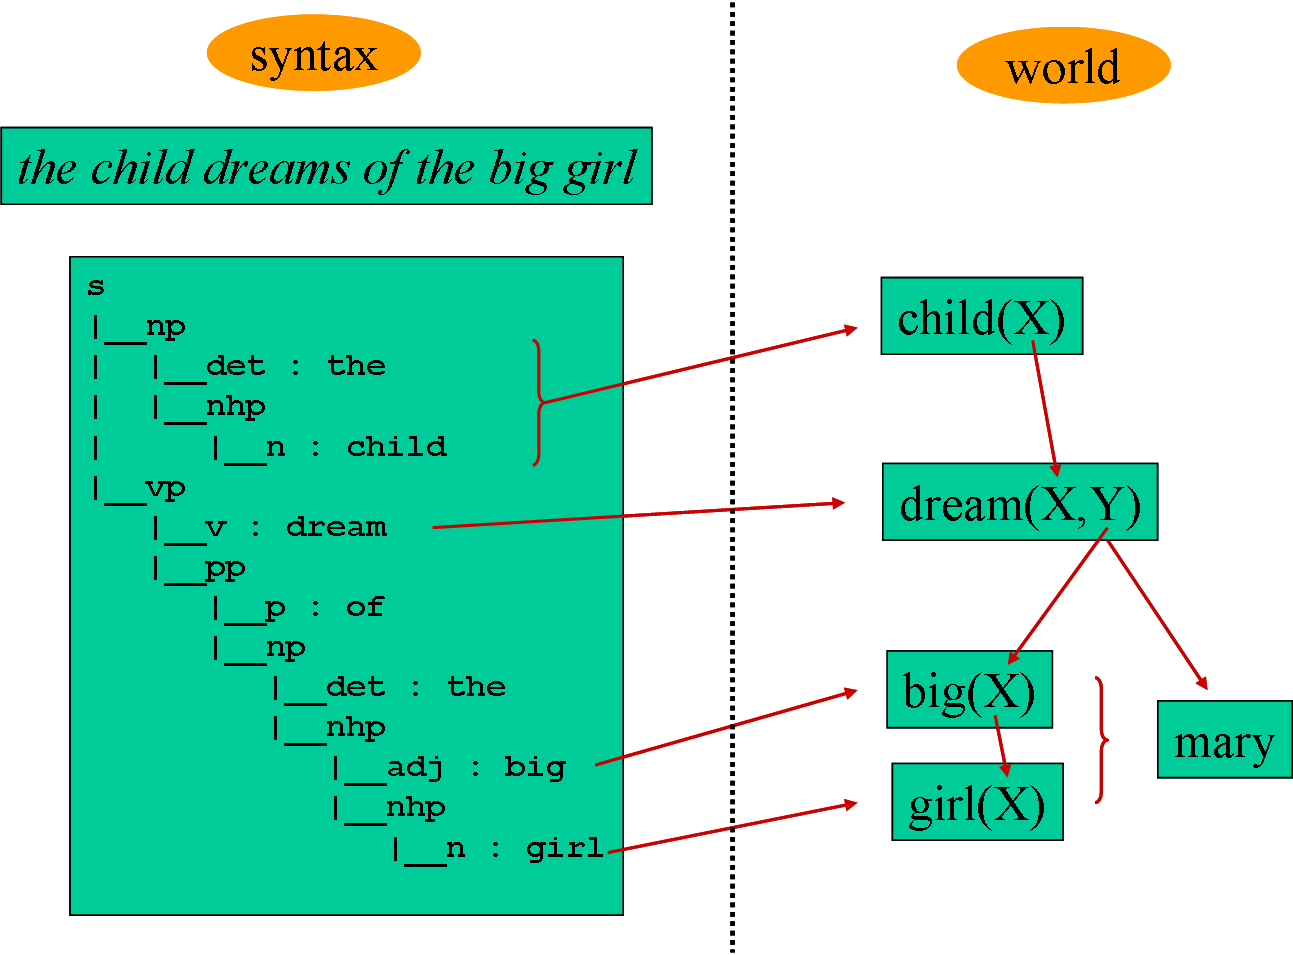 syntax
the child dreams of the big girl
s
|__np
|   |__det : the
|   |__nhp
|       |__n : child
|__vp
    |__v : dream
    |__pp
        |__p : of
        |__np
            |__det : the
            |__nhp
                |__adj : big
                |__nhp
                    |__n : girl
world
child(X)
dream(X,Y)
big(X)
girl(X)
mary